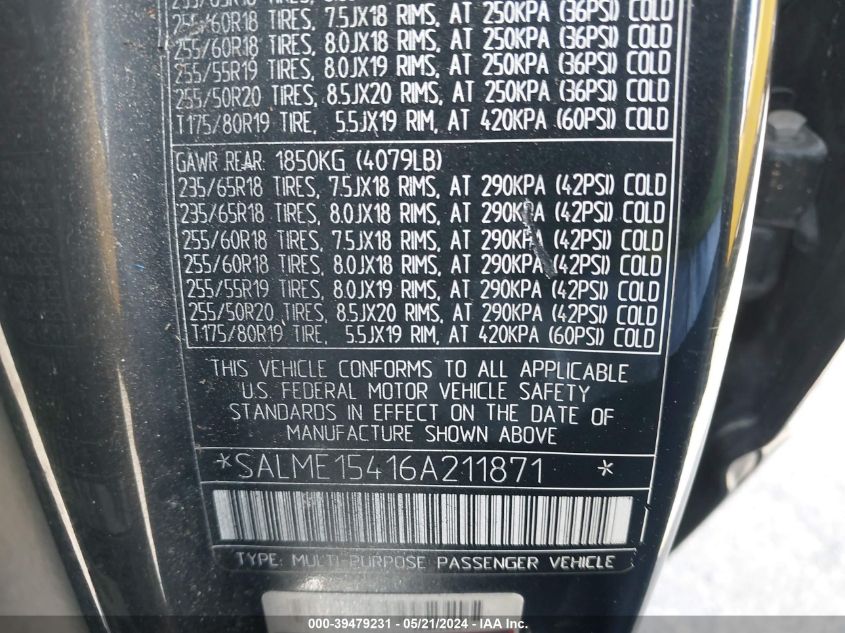 TIRES, 7.5JX18 RIMS, AT 250KPA (36PSI) COLD
255/60R18 TIRES, 8.0JX18 RIMS, AT 250KPA (36PSI) COLD
255/55R19 TIRES, 8.0JX19 RIMS, AT 250KPA (36PSI) COLD
255/50R20 TIRES, 8.5JX20 RIMS, AT 250KPA (36PSI) COLD
T175/80R19 TIRE, 5.5JX19 RIM, AT 420KPA (60PSI) COLD
GAWR REAR: 1850KG (4079LB)
235/65R18 TIRES, 7.5JX18 RIMS, AT 290KPA (42PSI) COLD
235/65R18 TIRES, 8.0JX18 RIMS, AT 290KPA (42PSI) COLD
255/60R18 TIRES, 7.5JX18 RIMS, AT 290KPA (42PSI) COLD
255/60R18 TIRES, 8.0JX18 RIMS, AT 290KPA (42PSI) COLD
255/55R19 TIRES, 8.0JX19 RIMS, AT 290KPA (42PSI) COLD
255/50R20 TIRES, 8.5JX20 RIMS, AT 290KPA (42PSI) COLD
T175/80R19 TIRE, 5.5JX19 RIM, AT 420KPA (60PSI) COLD
THIS VEHICLE CONFORMS TO ALL APPLICABLE
U.S. FEDERAL MOTOR VEHICLE SAFETY
STANDARDS IN EFFECT ON THE DATE OF
MANUFACTURE SHOWN ABOVE
*SALME15416A211871 *
TYPE: MULTI-PURPOSE PASSENGER VEHICLE
000-39479231 - 05/21/2024 - IAA Inc.